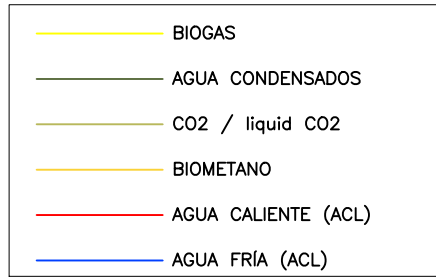 BIOGAS
AGUA CONDENSADOS
CO2 / liquid CO2
BIOMETANO
AGUA CALIENTE (ACL)
AGUA FRÍA (ACL)